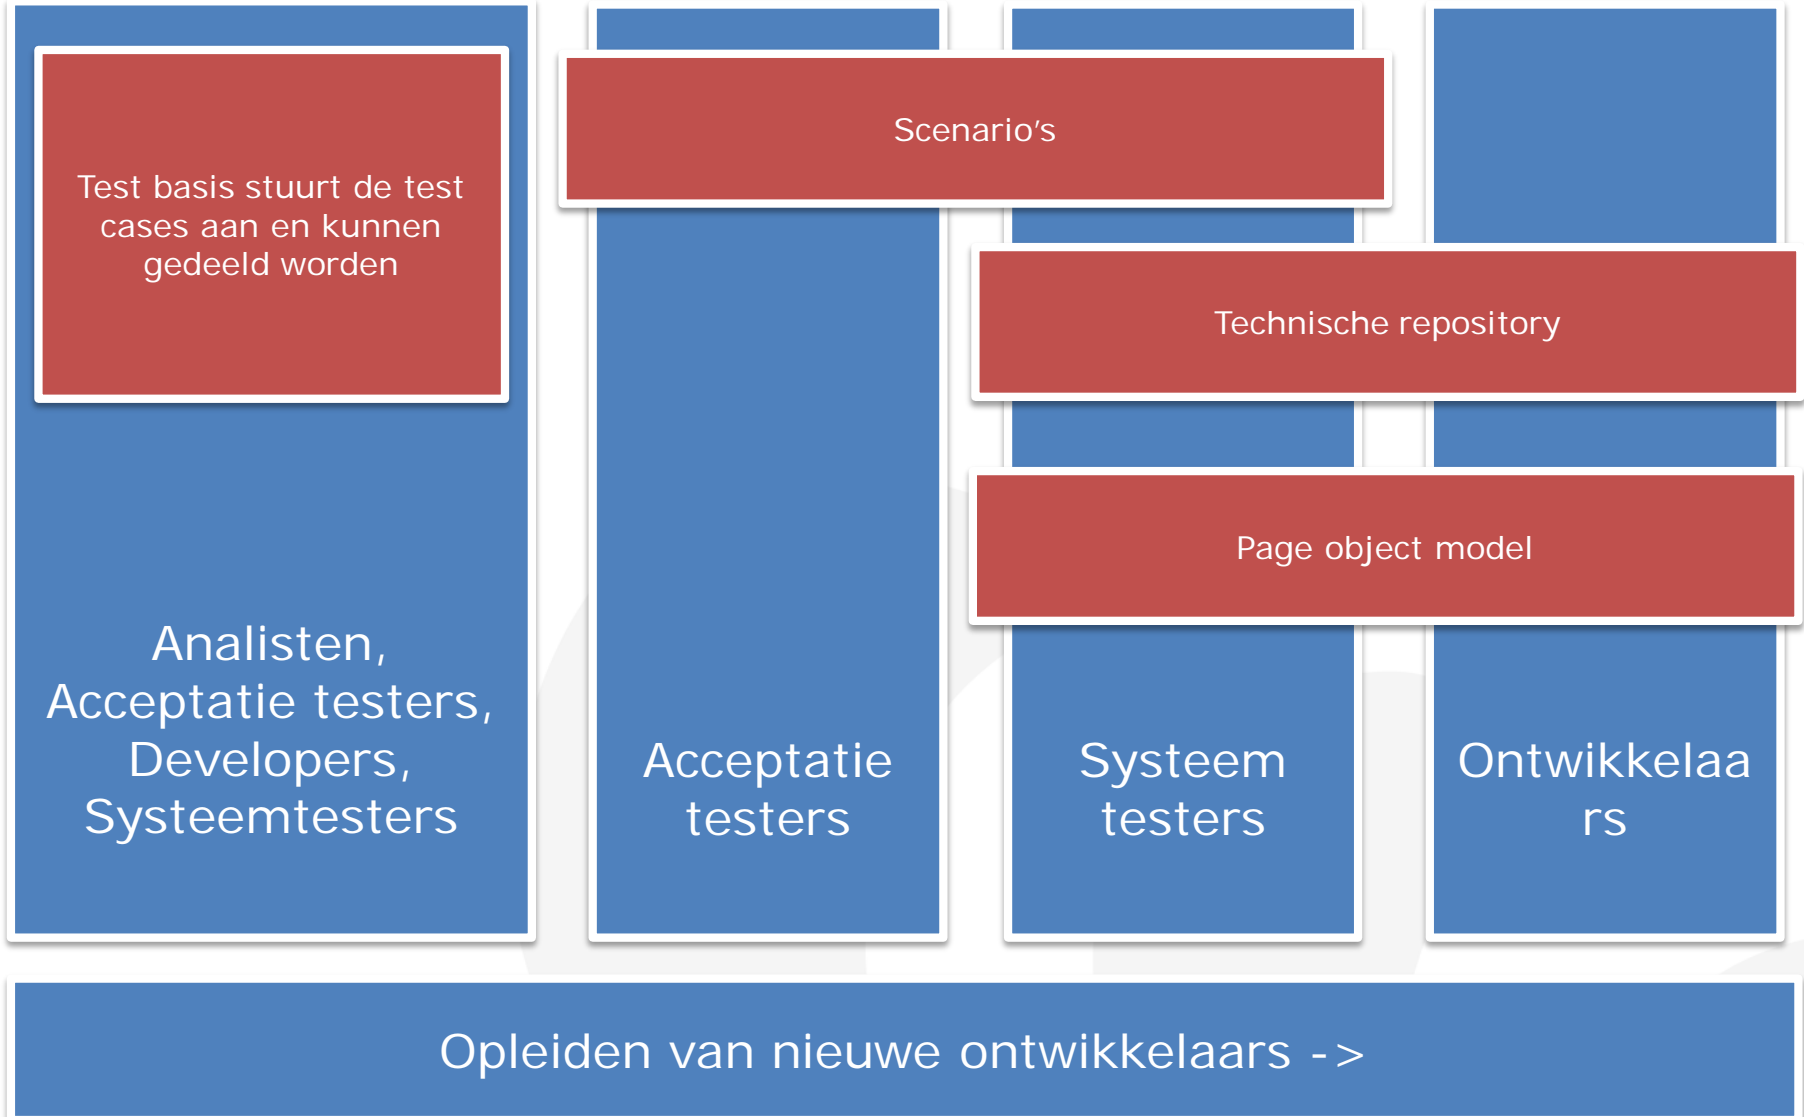 Test basis stuurt de test
cases aan en kunnen
gedeeld worden
Scenario’s
Technische repository
Page object model
Analisten,
Acceptatie testers,
Developers,
Systeemtesters
Acceptatie
testers
Systeem
testers
Ontwikkelaa
rs
Opleiden van nieuwe ontwikkelaars ->